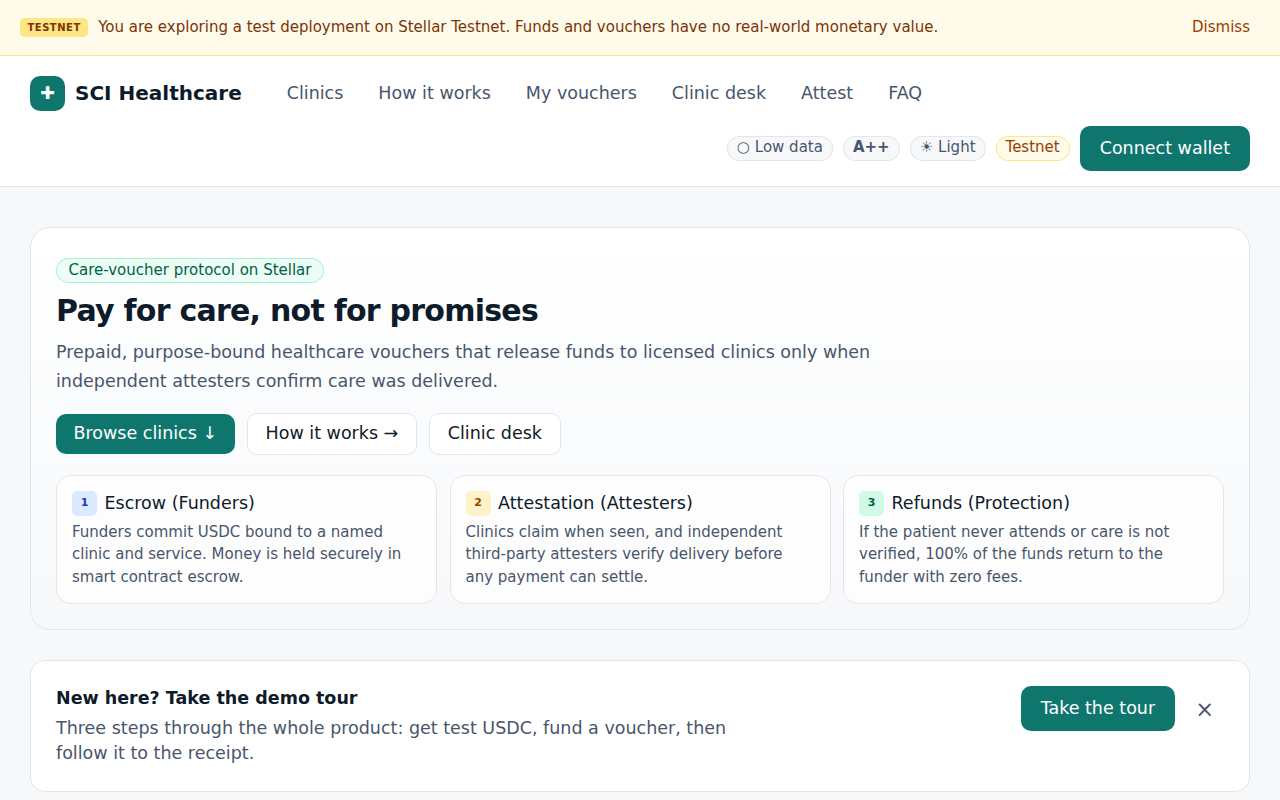 TESTNET You are exploring a test deployment on Stellar Testnet. Funds and vouchers have no real-world monetary value. Dismiss
✚ SCI Healthcare Clinics How it works My vouchers Clinic desk Attest FAQ
○ Low data A++ ☀ Light Testnet Connect wallet
Care-voucher protocol on Stellar
Pay for care, not for promises
Prepaid, purpose-bound healthcare vouchers that release funds to licensed clinics only when
independent attesters confirm care was delivered.
Browse clinics ↓ How it works → Clinic desk
1 Escrow (Funders)
Funders commit USDC bound to a named
clinic and service. Money is held securely in
smart contract escrow.
2 Attestation (Attesters)
Clinics claim when seen, and independent
third-party attesters verify delivery before
any payment can settle.
3 Refunds (Protection)
If the patient never attends or care is not
verified, 100% of the funds return to the
funder with zero fees.
New here? Take the demo tour
Three steps through the whole product: get test USDC, fund a voucher, then
follow it to the receipt.
Take the tour ×